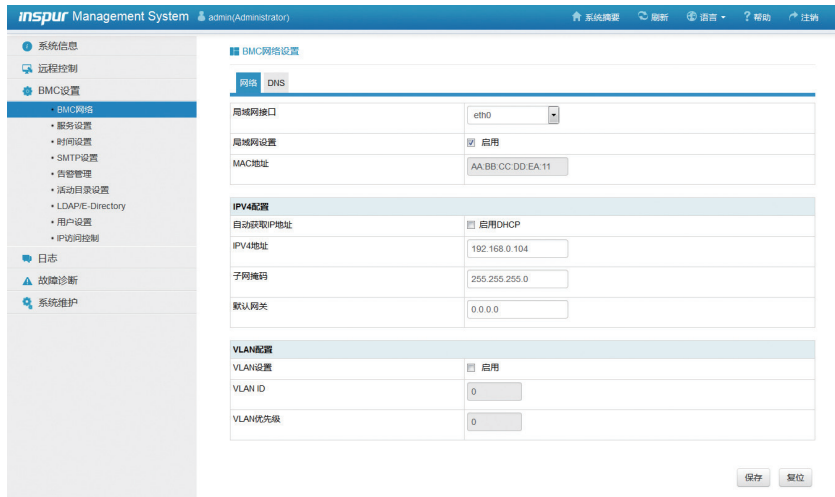 inspur Management System admin(Administrator) 系统摘要 刷新 语言 ?帮助 注销
系统信息
远程控制
BMC设置
• BMC网络
• 服务设置
• 时间设置
• SMTP设置
• 告警管理
• 活动目录设置
• LDAP/E-Directory
• 用户设置
• IP访问控制
日志
故障诊断
系统维护
BMC网络设置
网络 DNS
局域网接口 eth0
局域网设置 启用
MAC地址 AA:BB:CC:DD:EA:11
IPV4配置
自动获取IP地址 启用DHCP
IPV4地址 192.168.0.104
子网掩码 255.255.255.0
默认网关 0.0.0.0
VLAN配置
VLAN设置 启用
VLAN ID 0
VLAN优先级 0
保存 复位